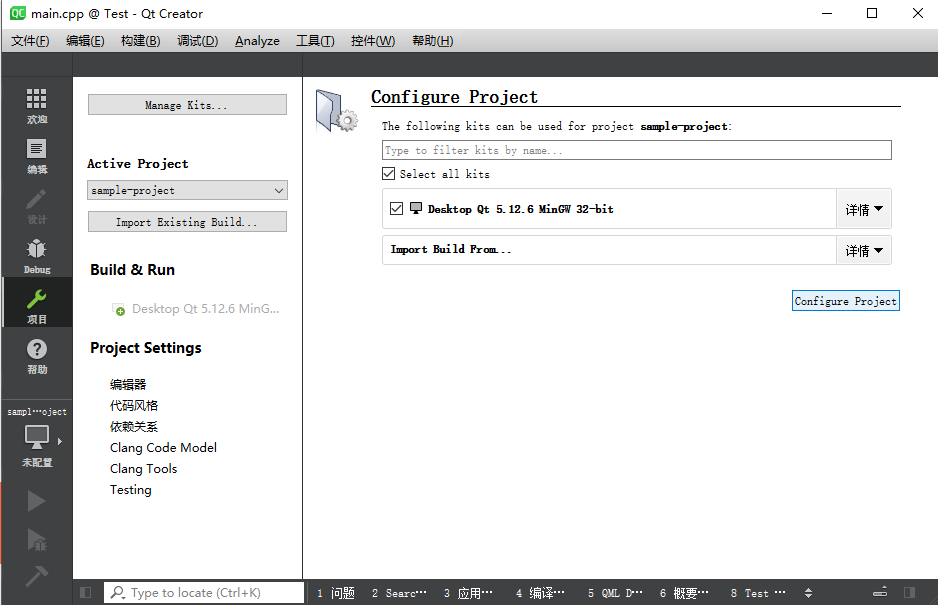 main.cpp @ Test - Qt Creator
文件(F) 编辑(E) 构建(B) 调试(D) Analyze 工具(T) 控件(W) 帮助(H)
欢迎
编辑
设计
Debug
项目
帮助
sampl···oject
未配置
Manage Kits...
Active Project
sample-project
Import Existing Build...
Build & Run
Desktop Qt 5.12.6 MinG...
Project Settings
编辑器
代码风格
依赖关系
Clang Code Model
Clang Tools
Testing
Configure Project
The following kits can be used for project sample-project:
Type to filter kits by name...
Select all kits
Desktop Qt 5.12.6 MinGW 32-bit 详情
Import Build From... 详情
Configure Project
Type to locate (Ctrl+K) 1 问题 2 Searc··· 3 应用··· 4 编译··· 5 QML D··· 6 概要··· 8 Test ···